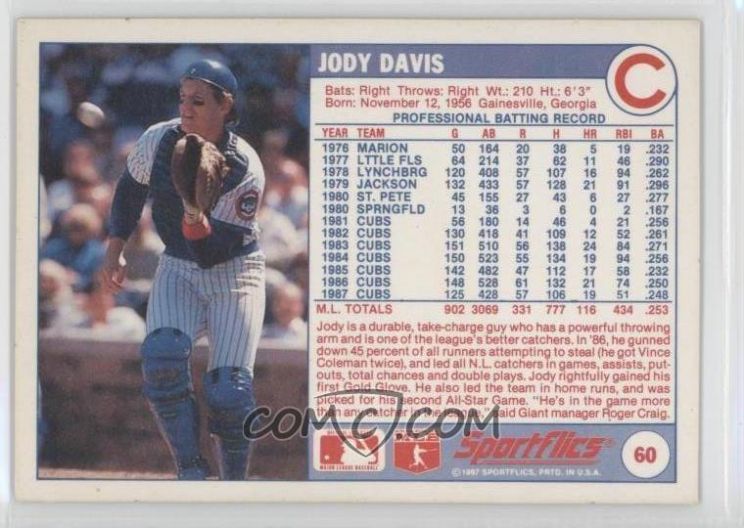 JODY DAVIS
C
Bats: Right Throws: Right Wt.: 210 Ht.: 6'3"
Born: November 12, 1956 Gainesville, Georgia
PROFESSIONAL BATTING RECORD
YEAR TEAM G AB R H HR RBI BA
1976 MARION 50 164 20 38 5 19 .232
1977 LTTLE FLS 64 214 37 62 11 46 .290
1978 LYNCHBRG 120 408 57 107 16 94 .262
1979 JACKSON 132 433 57 128 21 91 .296
1980 ST. PETE 45 155 27 43 6 27 .277
1980 SPRNGFLD 13 36 3 6 0 2 .167
1981 CUBS 56 180 14 46 4 21 .256
1982 CUBS 130 418 41 109 12 52 .261
1983 CUBS 151 510 56 138 24 84 .271
1984 CUBS 150 523 55 134 19 94 .256
1985 CUBS 142 482 47 112 17 58 .232
1986 CUBS 148 528 61 132 21 74 .250
1987 CUBS 125 428 57 106 19 51 .248
M.L. TOTALS 902 3069 331 777 116 434 .253
Jody is a durable, take-charge guy who has a powerful throwing
arm and is one of the league's better catchers. In '86, he gunned
down 45 percent of all runners attempting to steal (he got Vince
Coleman twice), and led all N.L. catchers in games, assists, put-
outs, total chances and double plays. Jody rightfully gained his
first Gold Glove. He also led the team in home runs, and was
picked for his second All-Star Game. "He's in the game more
than any catcher in the league," said Giant manager Roger Craig.
COMC.COM
MAJOR LEAGUE BASEBALL
Sportflics®
©1987 SPORTFLICS, PRTD. IN U.S.A.
60